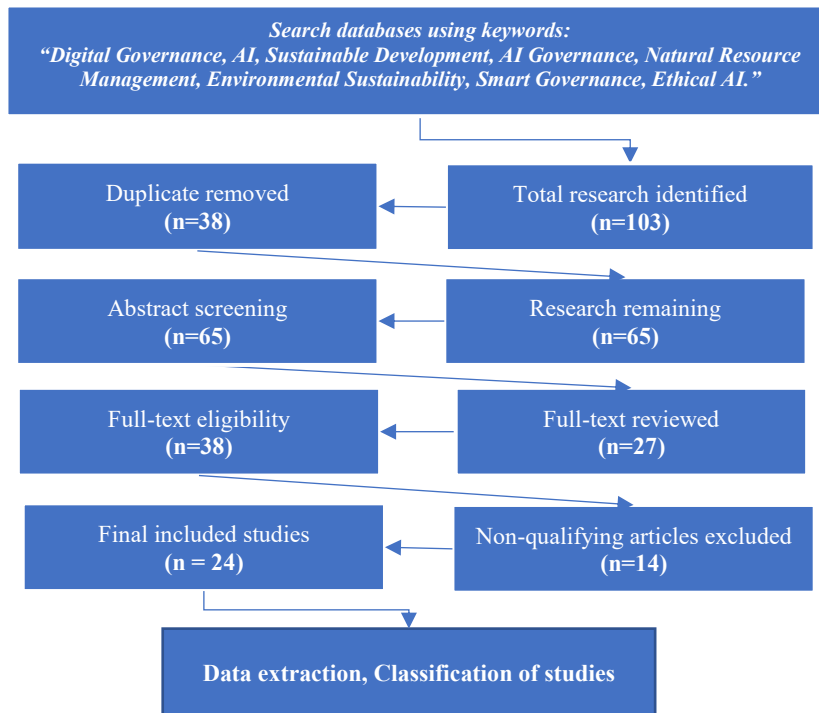 Search databases using keywords:
“Digital Governance, AI, Sustainable Development, AI Governance, Natural Resource
Management, Environmental Sustainability, Smart Governance, Ethical AI.”
Total research identified
(n=103)
Duplicate removed
(n=38)
Research remaining
(n=65)
Abstract screening
(n=65)
Full-text reviewed
(n=27)
Full-text eligibility
(n=38)
Non-qualifying articles excluded
(n=14)
Final included studies
(n = 24)
Data extraction, Classification of studies